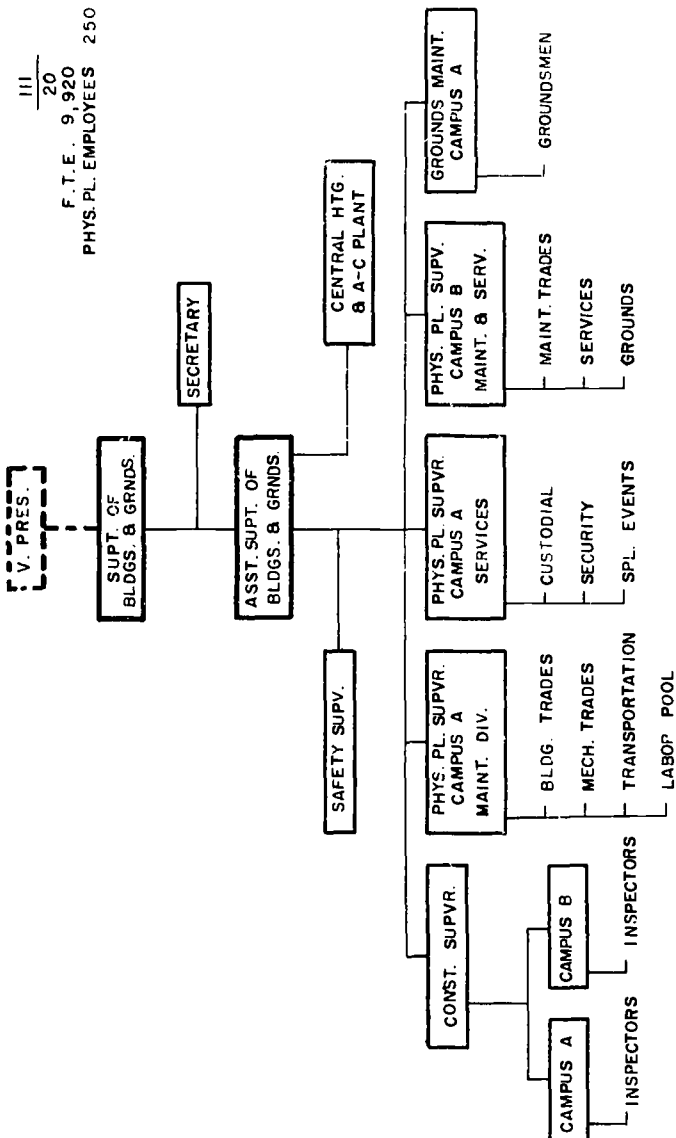 III
20
F.T.E. 9,920
PHYS. PL. EMPLOYEES 250
V. PRES.
SUPT. OF
BLDGS. & GRNDS.
SECRETARY
ASST. SUPT. OF
BLDGS. & GRNDS.
CENTRAL HTG.
& A-C PLANT
SAFETY SUPV.
CONST. SUPVR.
CAMPUS A
INSPECTORS
CAMPUS B
INSPECTORS
PHYS. PL. SUPVR.
CAMPUS A
MAINT. DIV.
BLDG. TRADES
MECH. TRADES
TRANSPORTATION
LABOP POOL
PHYS. PL. SUPVR.
CAMPUS A
SERVICES
CUSTODIAL
SECURITY
SPL. EVENTS
PHYS. PL. SUPV.
CAMPUS B
MAINT. & SERV.
MAINT. TRADES
SERVICES
GROUNDS
GROUNDS MAINT.
CAMPUS A
GROUNDSMEN